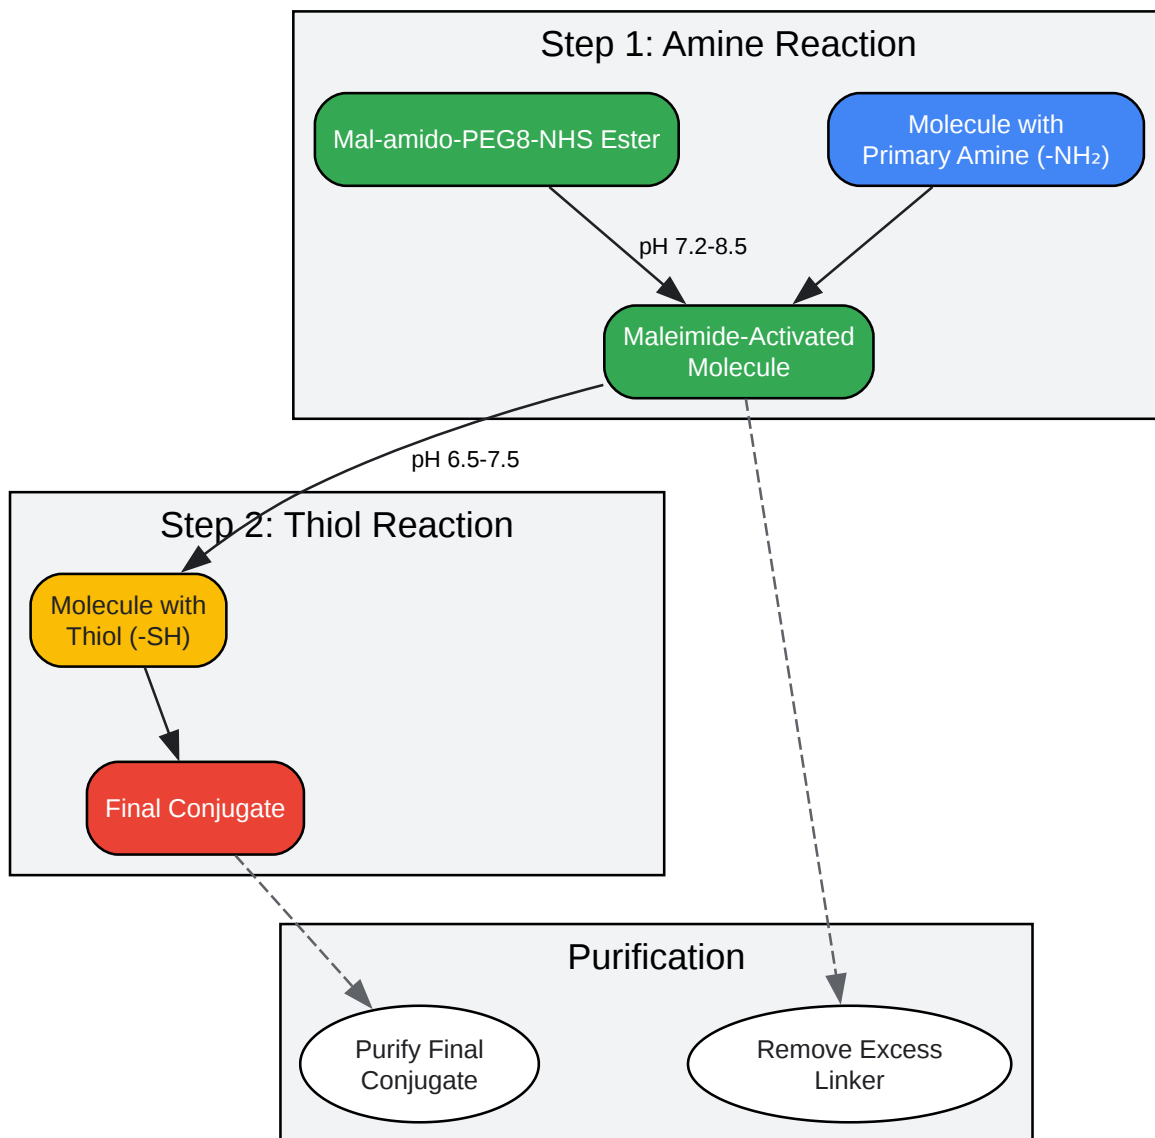 Step 1: Amine Reaction
Mal-amido-PEG8-NHS Ester
Molecule with
Primary Amine (-NH₂)
pH 7.2-8.5
Maleimide-Activated
Molecule
pH 6.5-7.5
Step 2: Thiol Reaction
Molecule with
Thiol (-SH)
Final Conjugate
Purification
Purify Final
Conjugate
Remove Excess
Linker